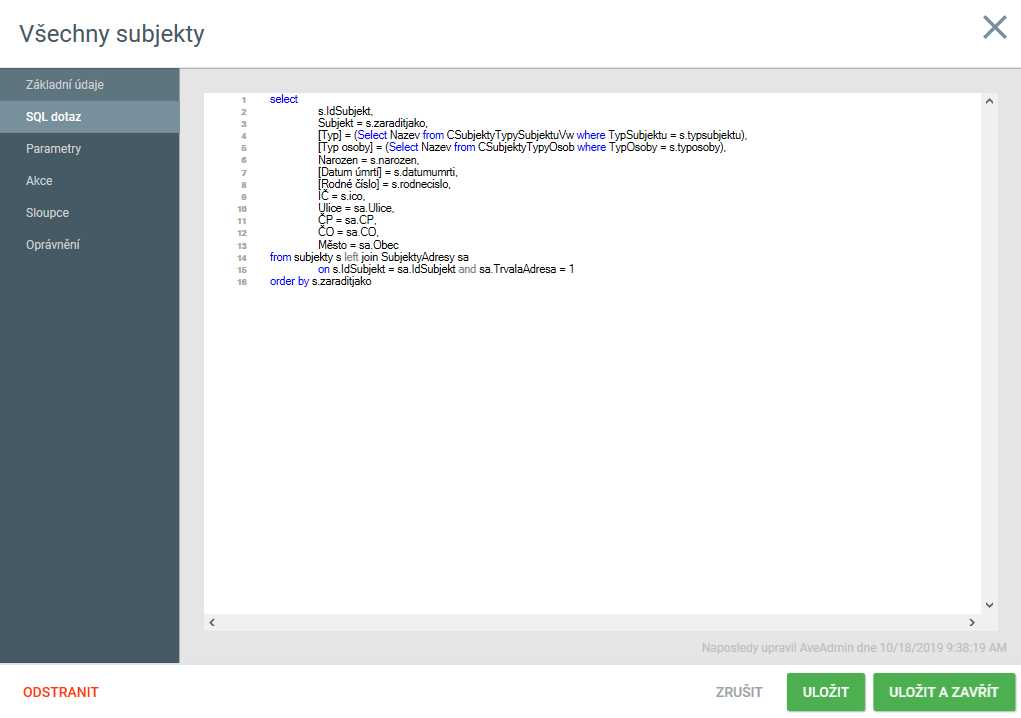 Všechny subjekty
Základní údaje
SQL dotaz
Parametry
Akce
Sloupce
Oprávnění
1 select
2 s.IdSubjekt,
3 Subjekt = s.zaraditjako,
4 [Typ] = (Select Nazev from CSubjektyTypySubjektuVw where TypSubjektu = s.typsubjektu),
5 [Typ osoby] = (Select Nazev from CSubjektyTypyOsob where TypOsoby = s.typosoby),
6 Narozen = s.narozen,
7 [Datum úmrtí] = s.datumumrti,
8 [Rodné číslo] = s.rodnecislo,
9 IČ = s.ico,
10 Ulice = sa.Ulice,
11 ČP = sa.CP,
12 ČO = sa.CO,
13 Město = sa.Obec
14 from subjekty s left join SubjektyAdresy sa
15 on s.IdSubjekt = sa.IdSubjekt and sa.TrvalaAdresa = 1
16 order by s.zaraditjako
Naposledy upravil AveAdmin dne 10/18/2019 9:38:19 AM
ODSTRANIT
ZRUŠIT
ULOŽIT
ULOŽIT A ZAVŘÍT